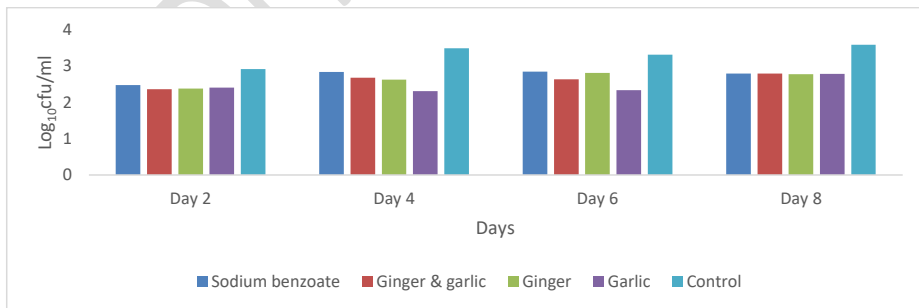 4
3
2
1
0
Log₁₀cfu/ml
Day 2 Day 4 Day 6 Day 8
Days
Sodium benzoate Ginger & garlic Ginger Garlic Control